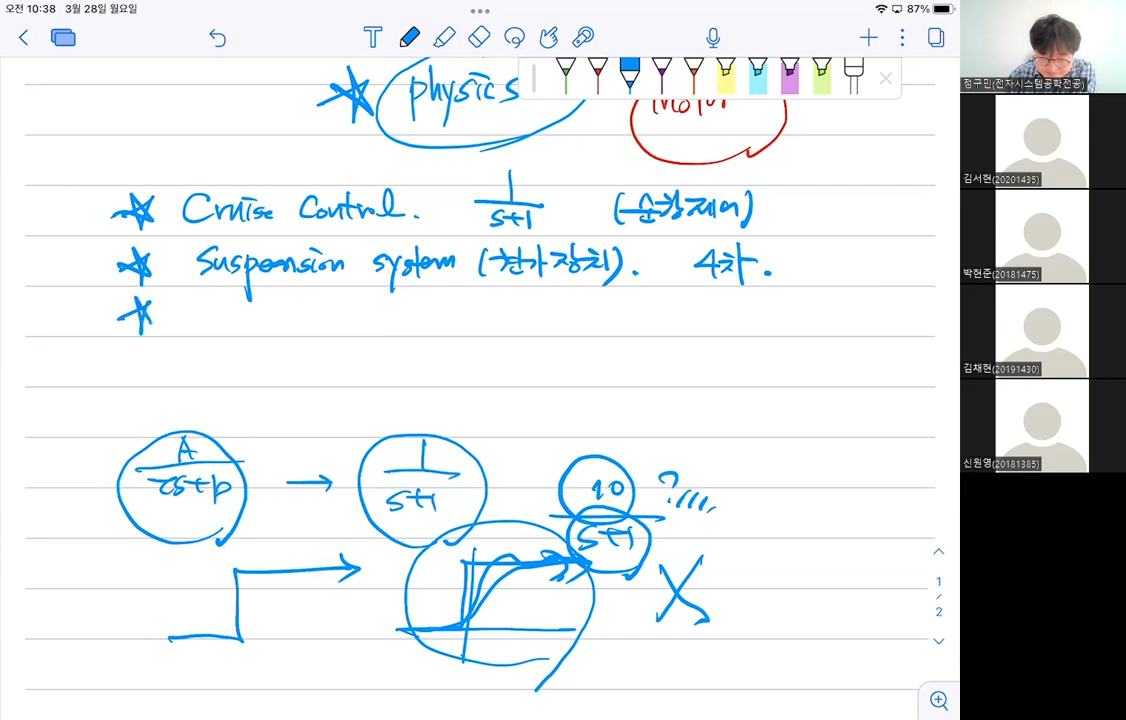 오전 10:38 3월 28일 월요일
87%
physics
Motor
Cruise Control. 1/(s+1) (순항제어)
Suspension system (현가장치). 4차.
A/(τs+p) → 1/(s+1)
10/(s+1) ?
X
1
/
2
정구민(전자시스템공학전공)
김서현(20201435)
박현준(20181475)
김채현(20191430)
신원영(20181385)